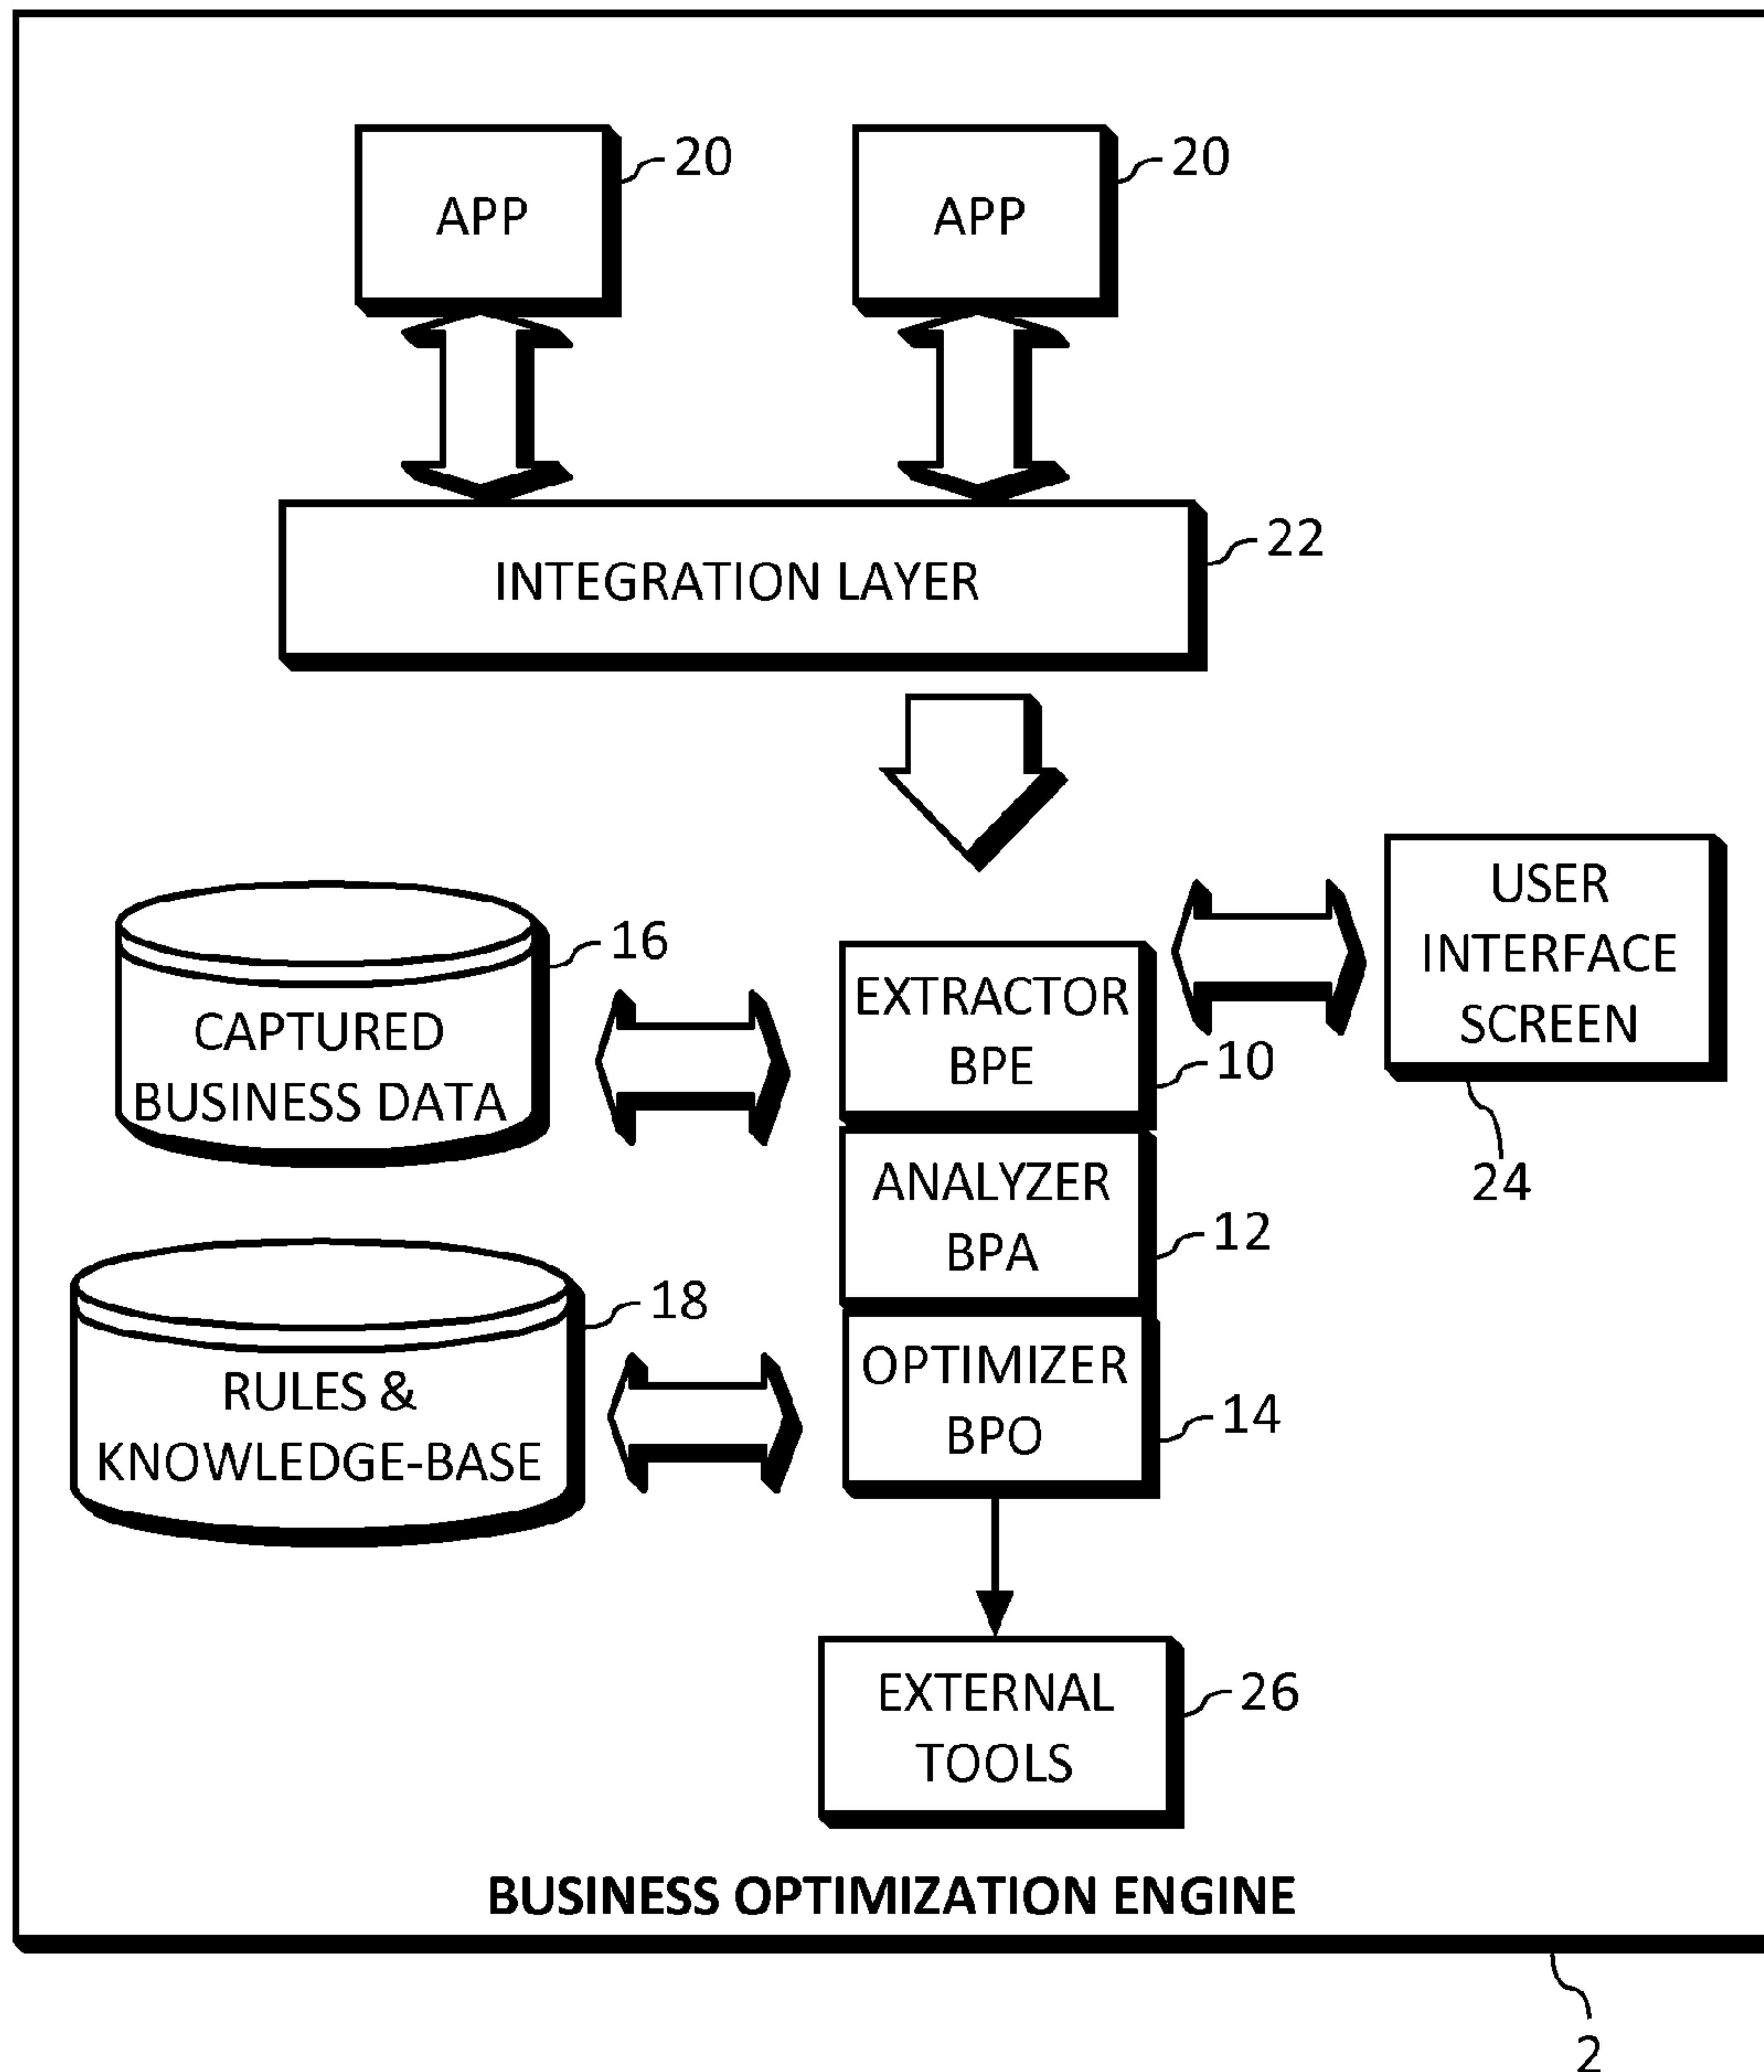 20
20
APP
APP
22
INTEGRATION LAYER
USER
INTERFACE
SCREEN
24
16
CAPTURED
BUSINESS DATA
EXTRACTOR
BPE
10
ANALYZER
BPA
12
18
RULES &
KNOWLEDGE-BASE
OPTIMIZER
BPO
14
EXTERNAL
TOOLS
26
BUSINESS OPTIMIZATION ENGINE
2